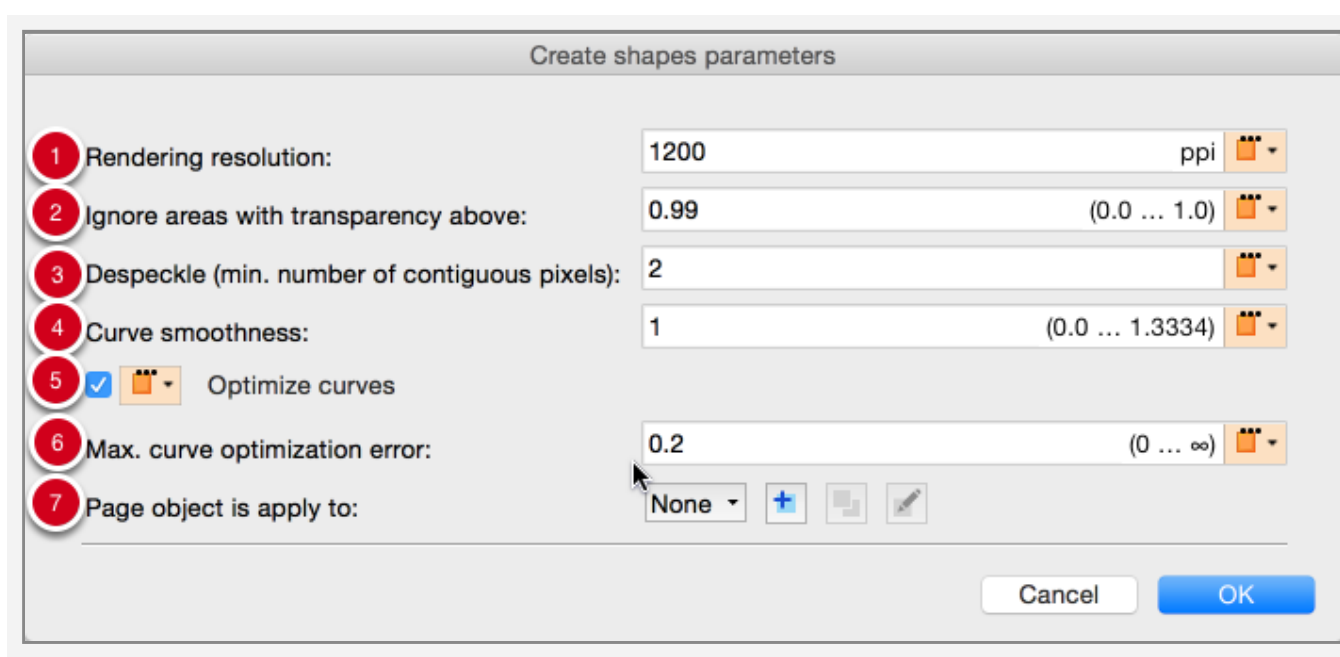 Create shapes parameters
1 Rendering resolution: 1200 ppi
2 Ignore areas with transparency above: 0.99 (0.0 ... 1.0)
3 Despeckle (min. number of contiguous pixels): 2
4 Curve smoothness: 1 (0.0 ... 1.3334)
5 Optimize curves
6 Max. curve optimization error: 0.2 (0 ... ∞)
7 Page object is apply to: None
Cancel OK